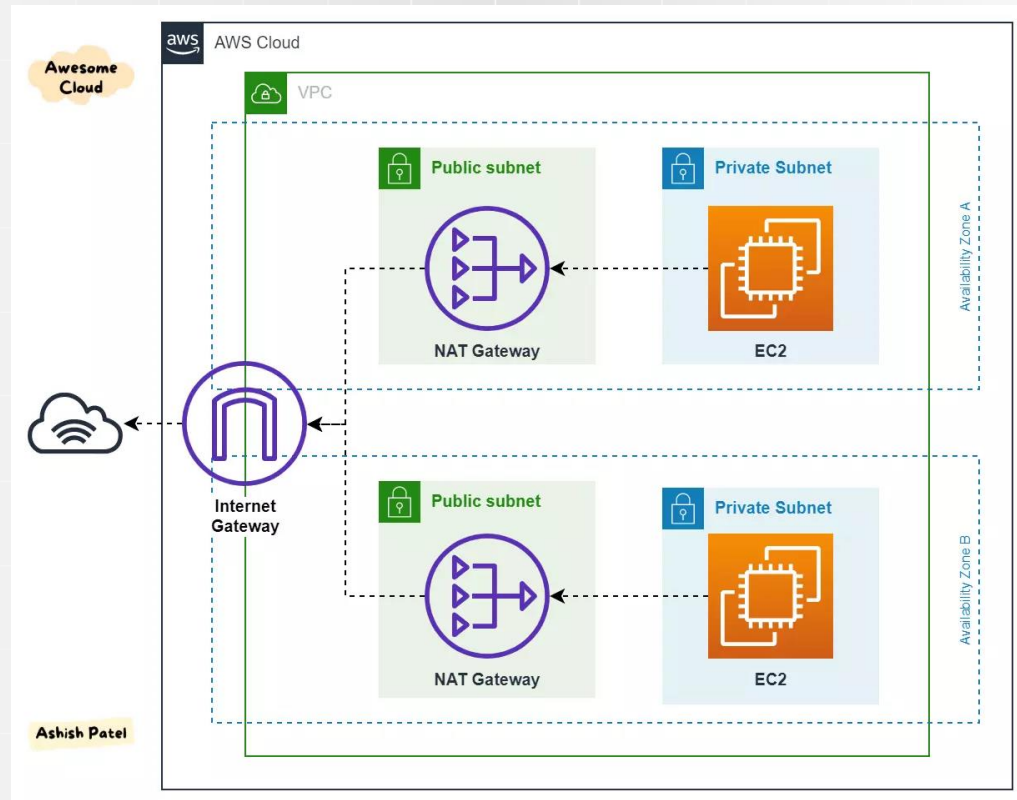 Awesome
Cloud
aws
AWS Cloud
VPC
Public subnet
Private Subnet
NAT Gateway
EC2
Availability Zone A
Internet
Gateway
Public subnet
Private Subnet
NAT Gateway
EC2
Availability Zone B
Ashish Patel